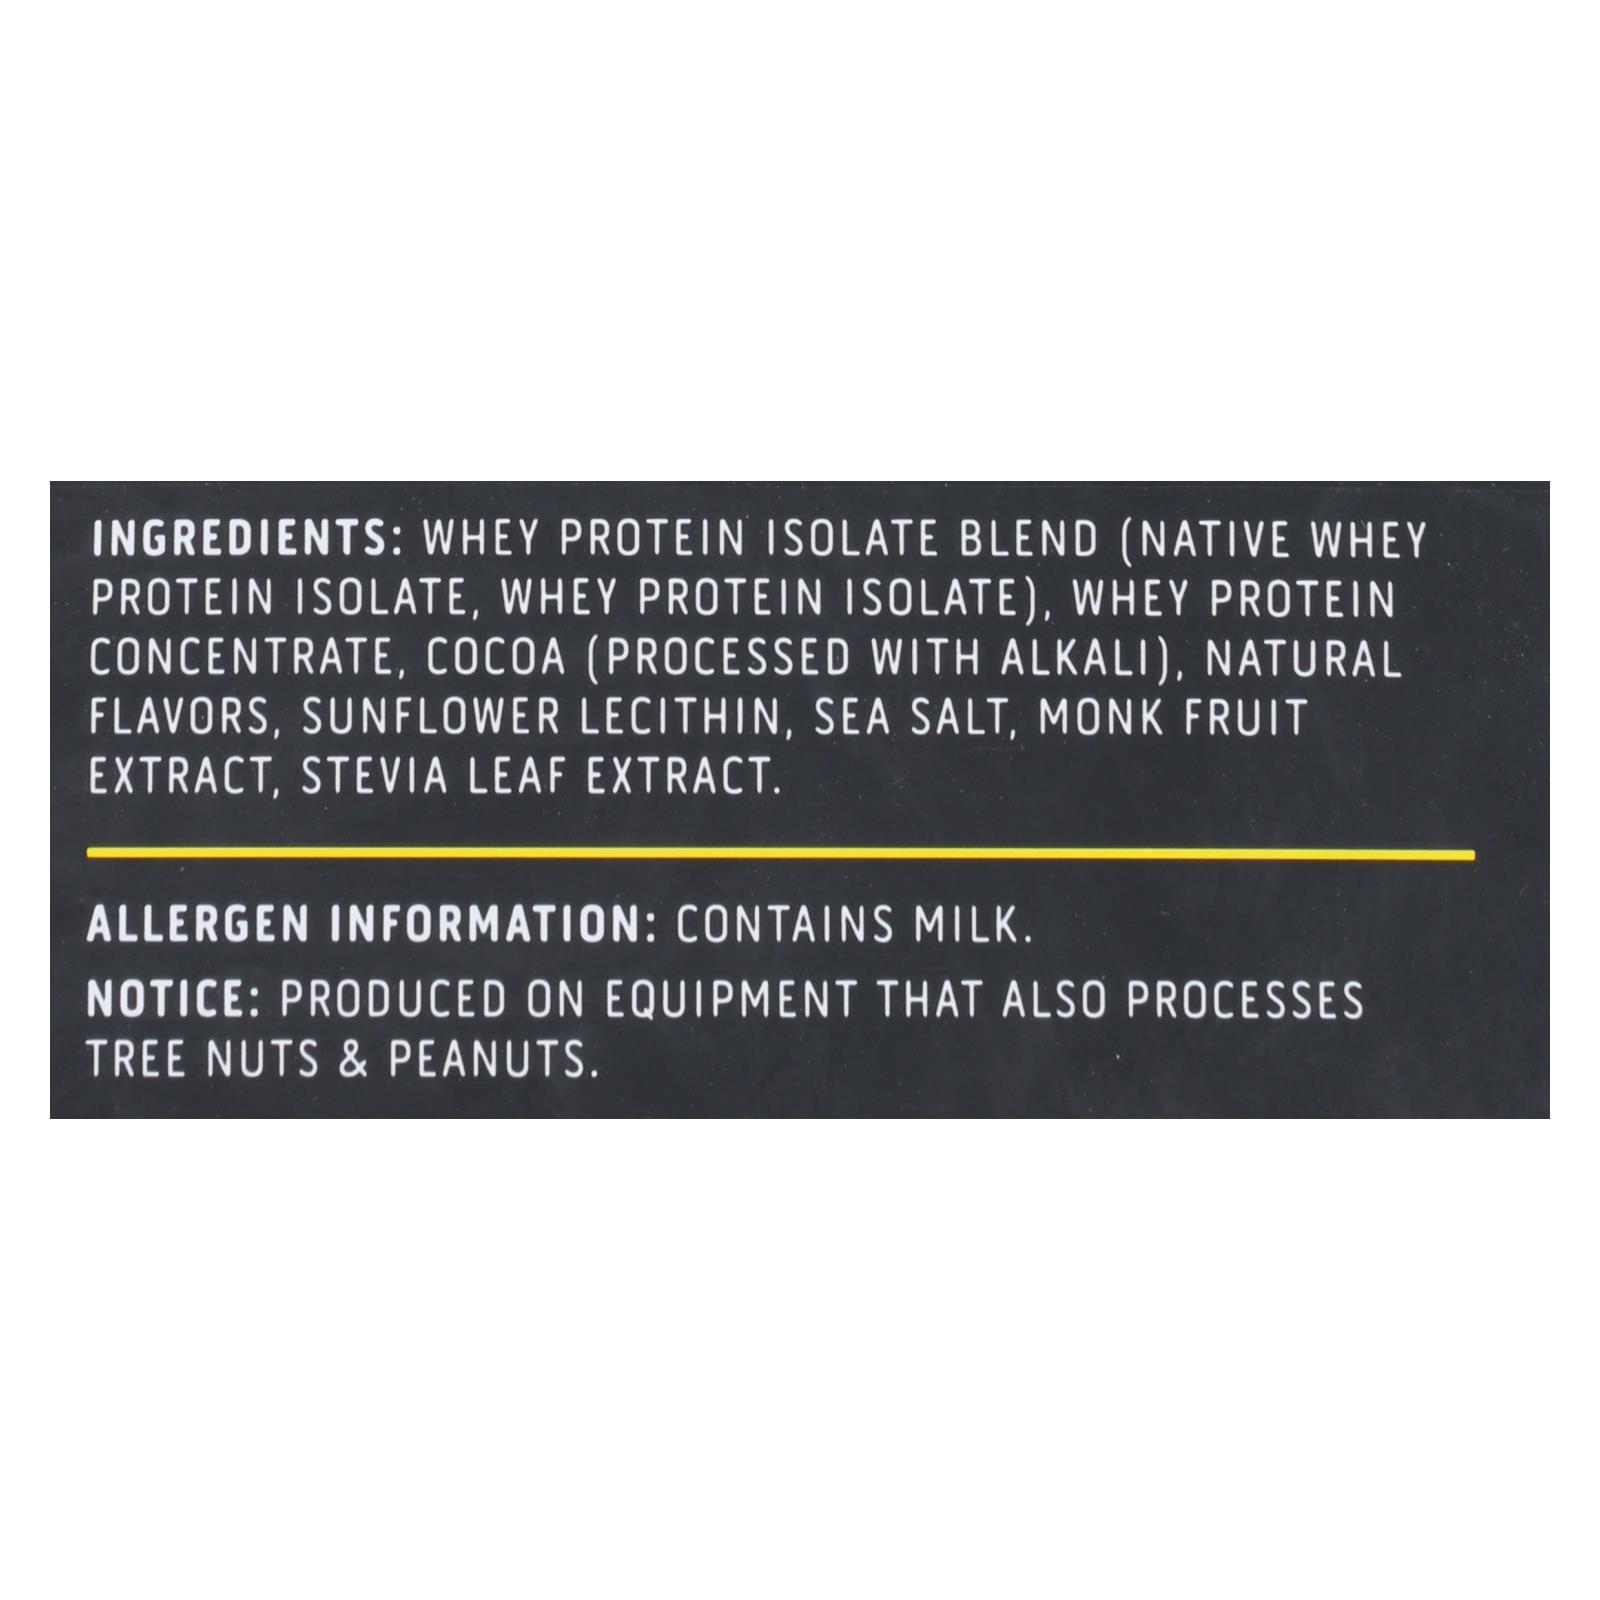 INGREDIENTS: WHEY PROTEIN ISOLATE BLEND (NATIVE WHEY
PROTEIN ISOLATE, WHEY PROTEIN ISOLATE), WHEY PROTEIN
CONCENTRATE, COCOA (PROCESSED WITH ALKALI), NATURAL
FLAVORS, SUNFLOWER LECITHIN, SEA SALT, MONK FRUIT
EXTRACT, STEVIA LEAF EXTRACT.
ALLERGEN INFORMATION: CONTAINS MILK.
NOTICE: PRODUCED ON EQUIPMENT THAT ALSO PROCESSES
TREE NUTS & PEANUTS.